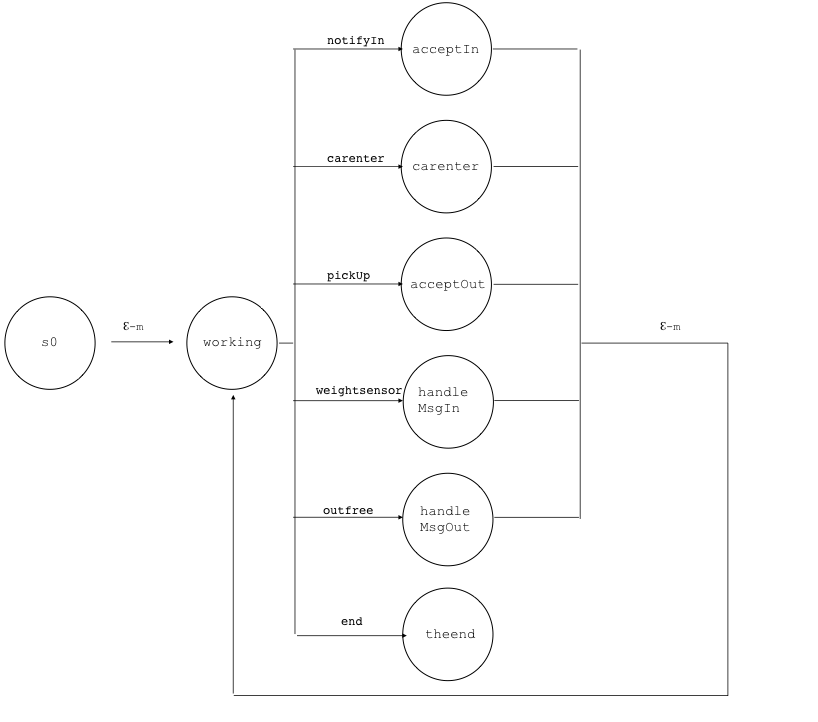 notifyIn
acceptIn
carenter
carenter
pickUp
acceptOut
ε-m
ε-m
s0
working
weightsensor
handle
MsgIn
outfree
handle
MsgOut
end
theend